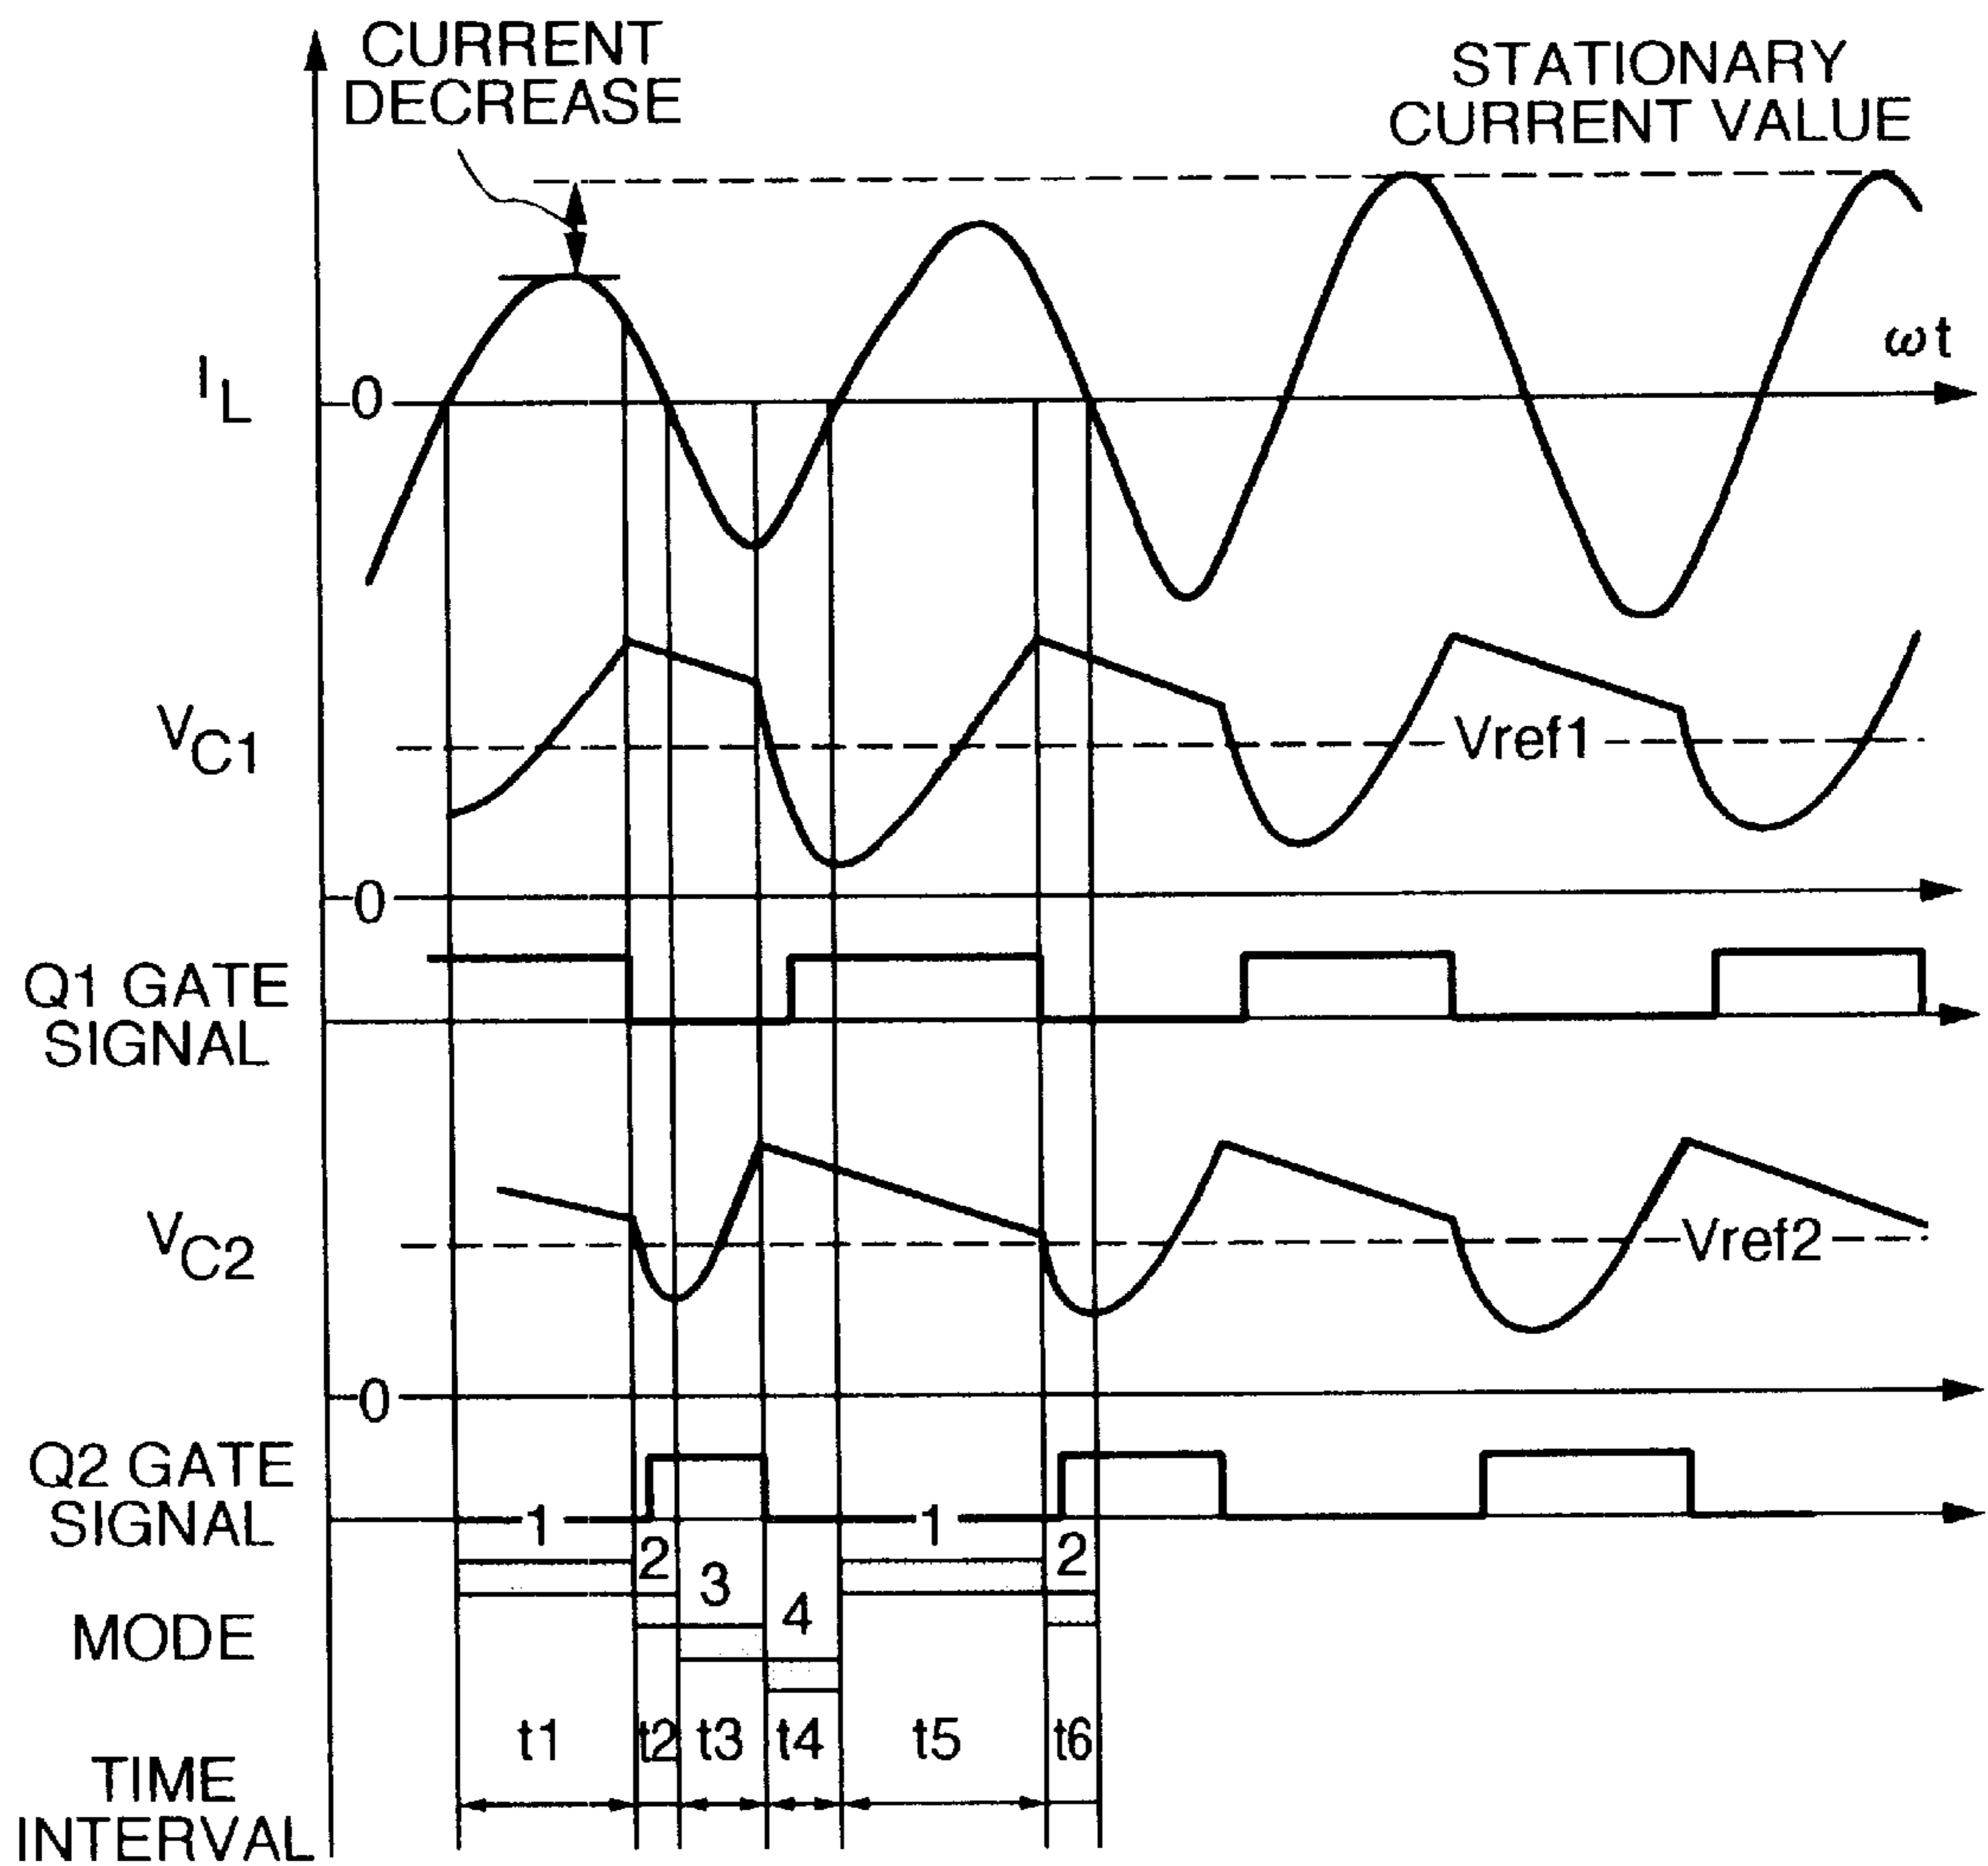 CURRENT
DECREASE
STATIONARY
CURRENT VALUE
ωt
IL
0
VC1
Vref1
0
Q1 GATE
SIGNAL
VC2
Vref2
0
Q2 GATE
SIGNAL
1
1
2
2
3
4
MODE
t1
t2
t3
t4
t5
t6
TIME
INTERVAL